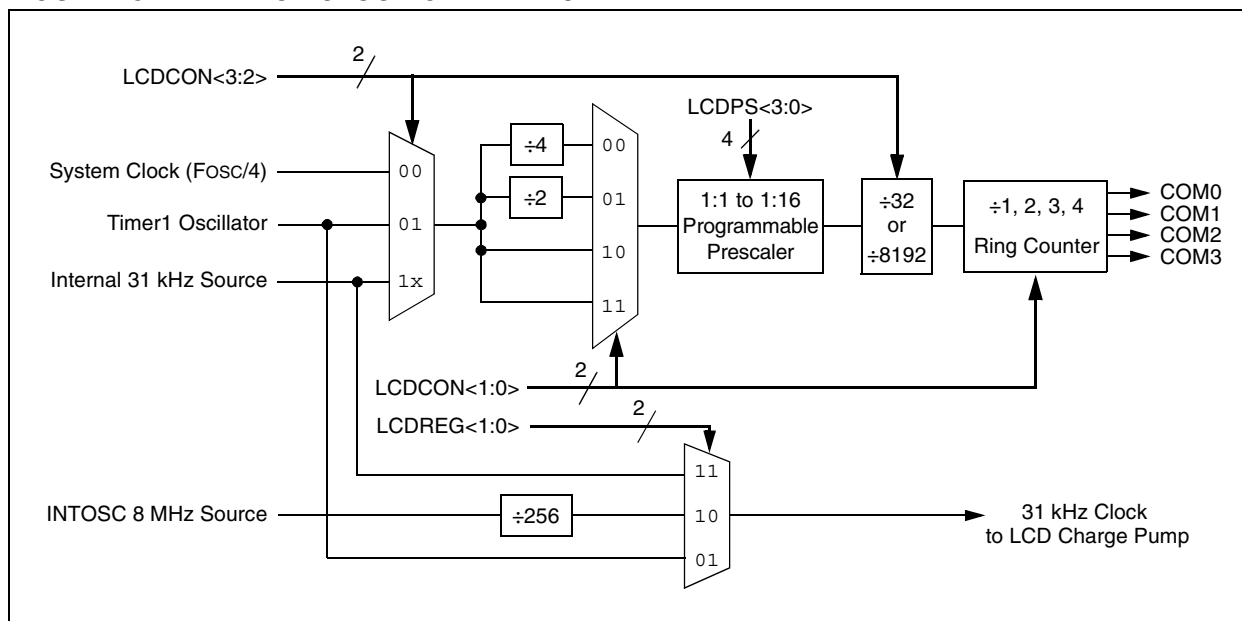 LCDCON<3:2>
2
System Clock (FOSC/4)
Timer1 Oscillator
Internal 31 kHz Source
00
01
1x
÷4
÷2
00
01
10
11
LCDPS<3:0>
4
1:1 to 1:16
Programmable
Prescaler
÷32
or
÷8192
÷1, 2, 3, 4
Ring Counter
COM0
COM1
COM2
COM3
LCDCON<1:0>
2
LCDREG<1:0>
2
INTOSC 8 MHz Source
÷256
11
10
01
31 kHz Clock
to LCD Charge Pump